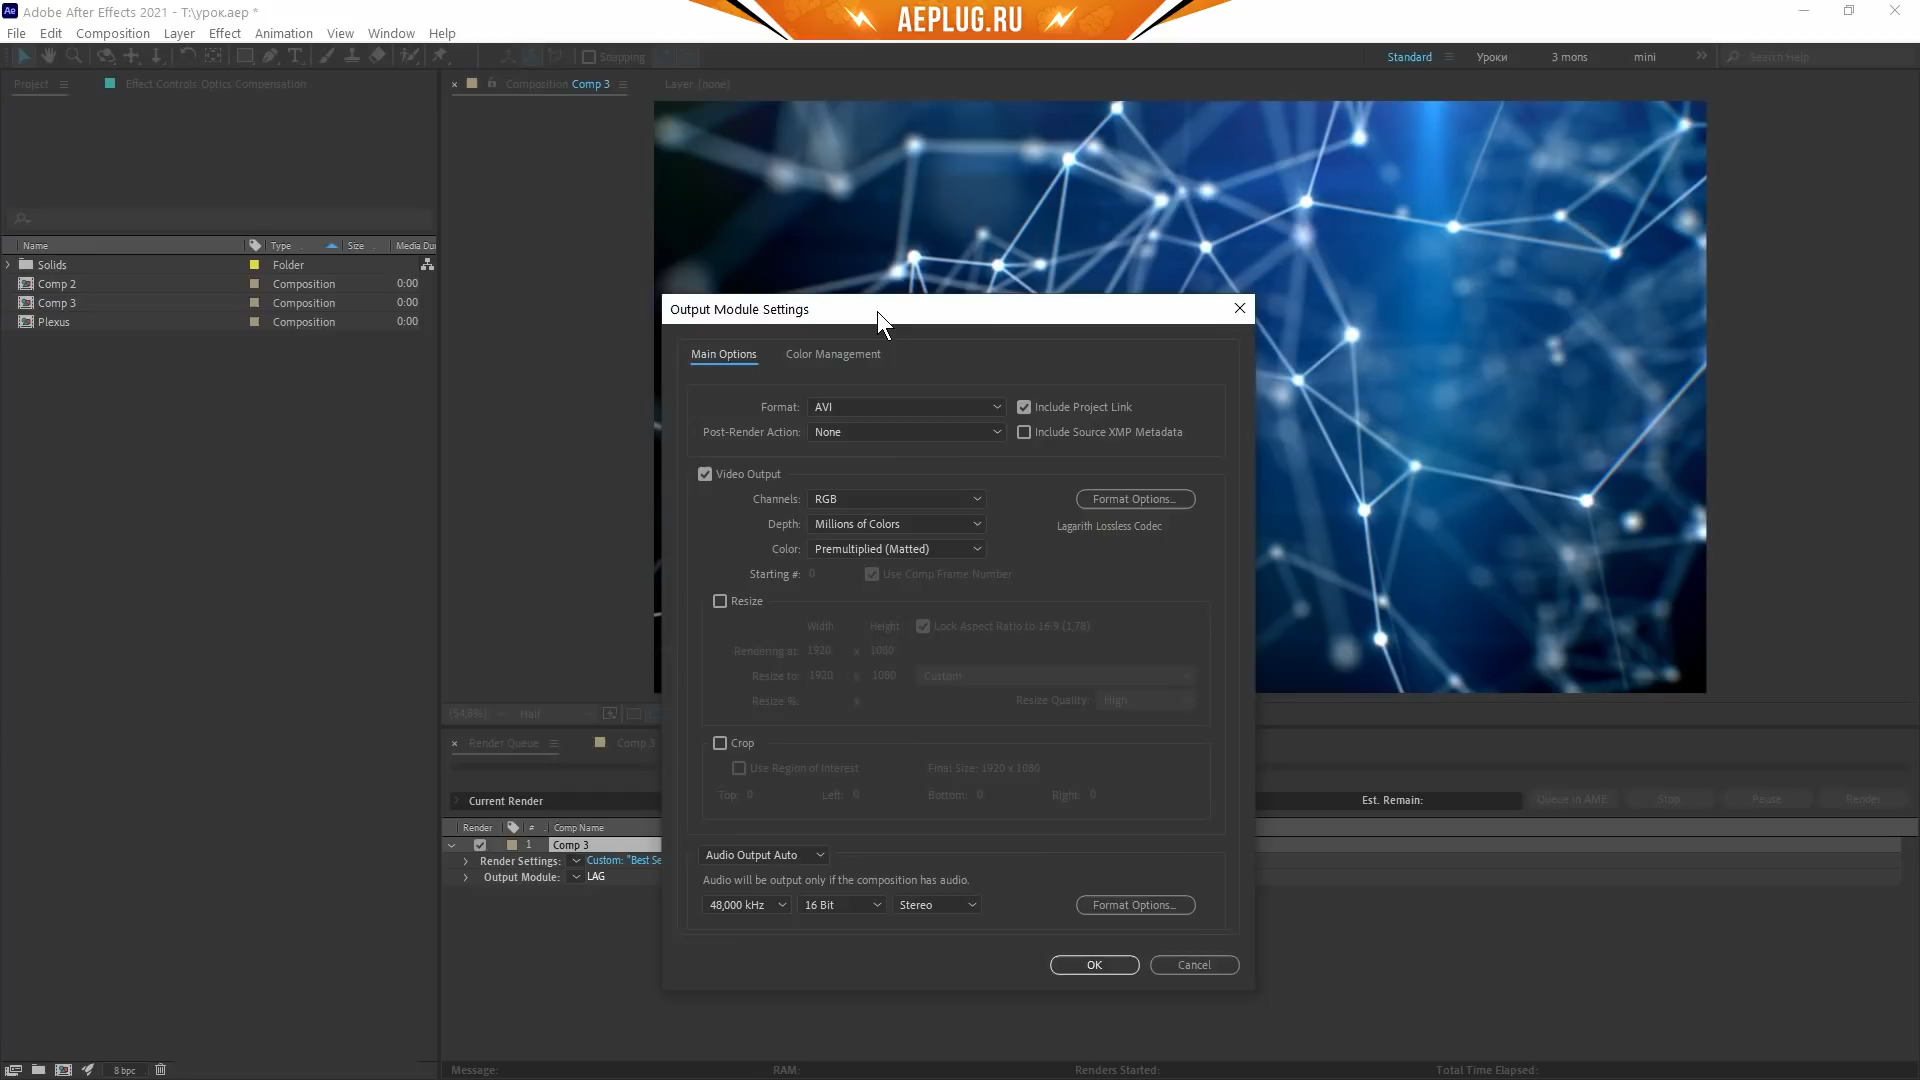 Adobe After Effects 2021 - T:\урок.aep *
AEPLUG.RU
File Edit Composition Layer Effect Animation View Window Help
Snapping
Standard Уроки 3 mons mini Search Help
Project Effect Controls Optics Compensation
Composition Comp 3 Layer (none)
Name Type Size Media Du
Solids Folder
Comp 2 Composition 0:00
Comp 3 Composition 0:00
Plexus Composition 0:00
Output Module Settings
Main Options Color Management
Format: AVI Include Project Link
Post-Render Action: None Include Source XMP Metadata
Video Output
Channels: RGB Format Options...
Depth: Millions of Colors Lagarith Lossless Codec
Color: Premultiplied (Matted)
Starting #: 0 Use Comp Frame Number
Resize
Width Height Lock Aspect Ratio to 16:9 (1,78)
Rendering at: 1920 x 1080
Resize to: 1920 x 1080 Custom
Resize %: x Resize Quality: High
Crop
Use Region of Interest Final Size: 1920 x 1080
Top: 0 Left: 0 Bottom: 0 Right: 0
Audio Output Auto
Audio will be output only if the composition has audio.
48,000 kHz 16 Bit Stereo Format Options...
OK Cancel
(54,8%) Half
Render Queue Comp 3
Current Render Est. Remain: Queue in AME Stop Pause Render
Render # Comp Name
1 Comp 3
Render Settings: Custom: "Best Se
Output Module: LAG
8 bpc Message: RAM: Renders Started: Total Time Elapsed: